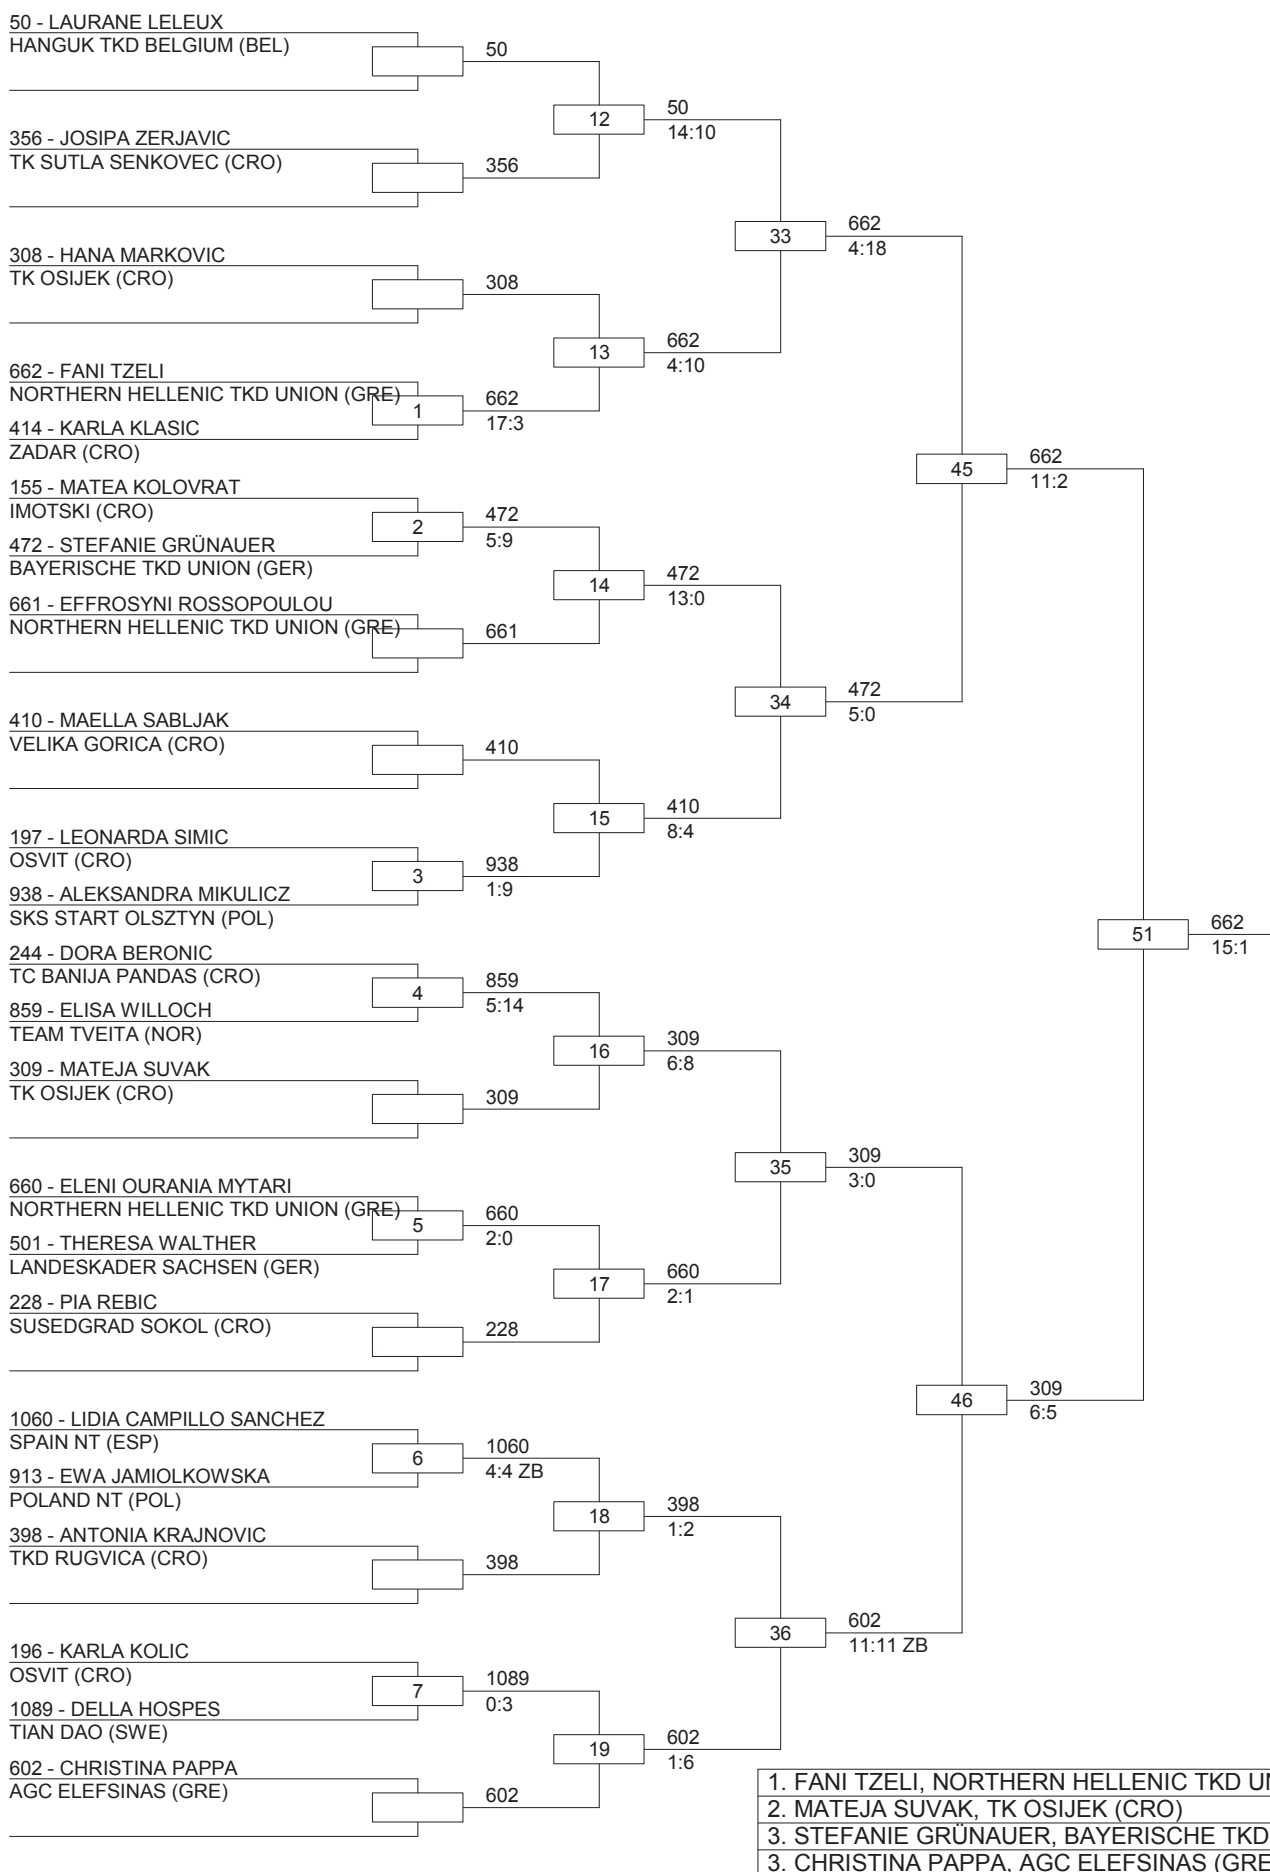 50 - LAURANE LELEUX
HANGUK TKD BELGIUM (BEL)
50
12
50
14:10
356 - JOSIPA ZERJAVIC
TK SUTLA SENKOVEC (CRO)
356
33
662
4:18
308 - HANA MARKOVIC
TK OSIJEK (CRO)
308
13
662
4:10
662 - FANI TZELI
NORTHERN HELLENIC TKD UNION (GRE)
1
662
17:3
414 - KARLA KLASIC
ZADAR (CRO)
45
662
11:2
155 - MATEA KOLOVRAT
IMOTSKI (CRO)
2
472
5:9
472 - STEFANIE GRÜNAUER
BAYERISCHE TKD UNION (GER)
14
472
13:0
661 - EFFROSYNI ROSSOPOULOU
NORTHERN HELLENIC TKD UNION (GRE)
661
34
472
5:0
410 - MAELLA SABLJAK
VELIKA GORICA (CRO)
410
15
410
8:4
197 - LEONARDA SIMIC
OSVIT (CRO)
3
938
1:9
938 - ALEKSANDRA MIKULICZ
SKS START OLSZTYN (POL)
51
662
15:1
244 - DORA BERONIC
TC BANIJA PANDAS (CRO)
4
859
5:14
859 - ELISA WILLOCH
TEAM TVEITA (NOR)
16
309
6:8
309 - MATEJA SUVAK
TK OSIJEK (CRO)
309
35
309
3:0
660 - ELENI OURANIA MYTARI
NORTHERN HELLENIC TKD UNION (GRE)
5
660
2:0
501 - THERESA WALTHER
LANDESKADER SACHSEN (GER)
17
660
2:1
228 - PIA REBIC
SUSEDGRAD SOKOL (CRO)
228
46
309
6:5
1060 - LIDIA CAMPILLO SANCHEZ
SPAIN NT (ESP)
6
1060
4:4 ZB
913 - EWA JAMIOLKOWSKA
POLAND NT (POL)
18
398
1:2
398 - ANTONIA KRAJNOVIC
TKD RUGVICA (CRO)
398
36
602
11:11 ZB
196 - KARLA KOLIC
OSVIT (CRO)
7
1089
0:3
1089 - DELLA HOSPES
TIAN DAO (SWE)
19
602
1:6
602 - CHRISTINA PAPPA
AGC ELEFSINAS (GRE)
602
1. FANI TZELI, NORTHERN HELLENIC TKD
2. MATEJA SUVAK, TK OSIJEK (CRO)
3. STEFANIE GRÜNAUER, BAYERISCHE TKD
3. CHRISTINA PAPPA, AGC ELEFSINAS (GRE